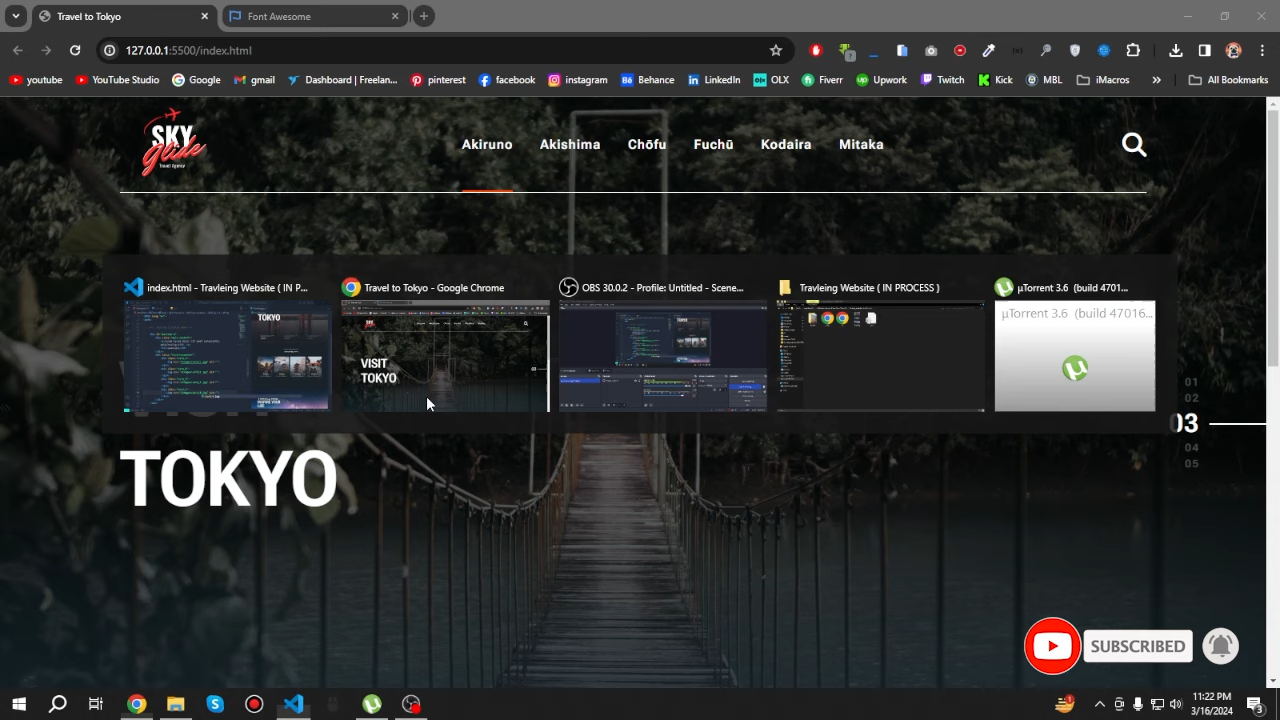 Travel to Tokyo
Font Awesome
127.0.0.1:5500/index.html
youtube
YouTube Studio
Google
gmail
Dashboard | Freelan...
pinterest
facebook
instagram
Behance
LinkedIn
OLX
Fiverr
Upwork
Twitch
Kick
MBL
iMacros
All Bookmarks
SKY
Glide
Travel Agency
Akiruno
Akishima
Chōfu
Fuchū
Kodaira
Mitaka
index.html - Travleing Website ( IN P...
Travel to Tokyo - Google Chrome
OBS 30.0.2 - Profile: Untitled - Scene...
Travleing Website ( IN PROCESS )
µTorrent 3.6 (build 4701...
µTorrent 3.6 (build 47016...
VISIT
TOKYO
02
03
04
05
TOKYO
SUBSCRIBED
11:22 PM
3/16/2024